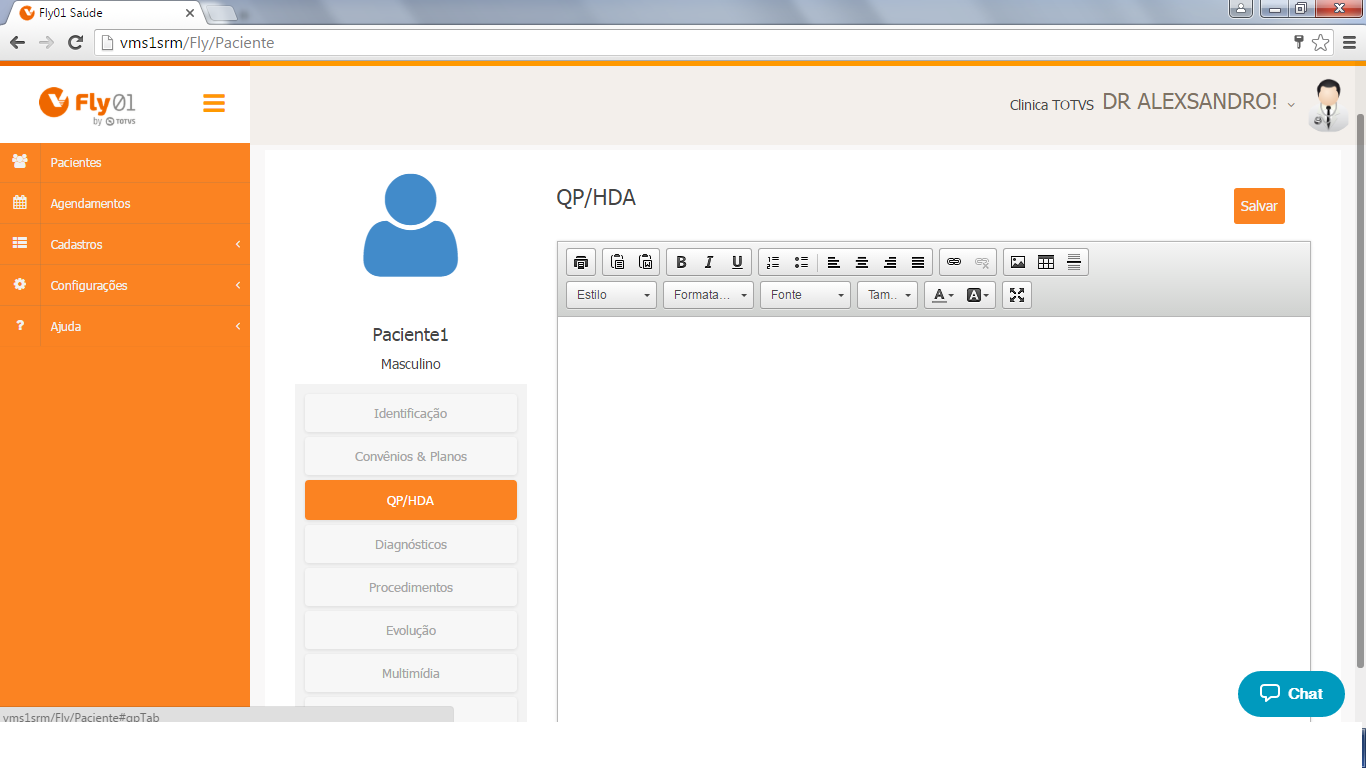 Fly01 Saúde
vms1srm/Fly/Paciente
Fly01
by TOTVS
Clinica TOTVS DR ALEXSANDRO!
Pacientes
Agendamentos
Cadastros
Configurações
? Ajuda
Paciente1
Masculino
Identificação
Convênios & Planos
QP/HDA
Diagnósticos
Procedimentos
Evolução
Multimídia
QP/HDA
Salvar
B I U
Estilo Formata... Fonte Tam... A A
Chat
vms1srm/Fly/Paciente#qpTab